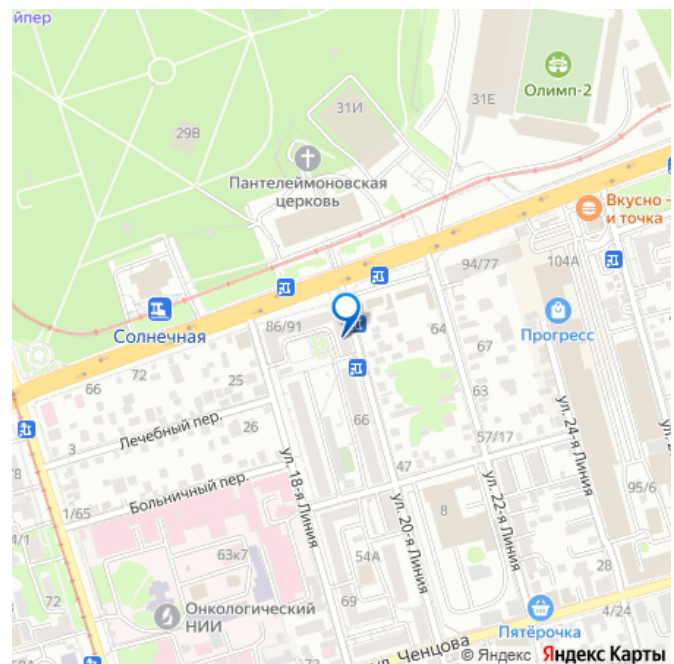 йпер
31Е
Олимп-2
31И
29В
Пантелеймоновская
церковь
Вкусно -
и точка
94/77
104А
Солнечная
86/91
64
Прогресс
67
72
66
25
63
Лечебный пер.
66
26
3
57/17
47
ул. 24-я Линия
Больничный пер.
ул. 18-я Линия
95/6
1/65
8
ул. 20-я Линия
ул. 22-я Линия
63к7
54А
28
72
69
Онкологический
НИИ
4/24
Пятёрочка
ул. Ченцова
© Яндекс Яндекс Карты